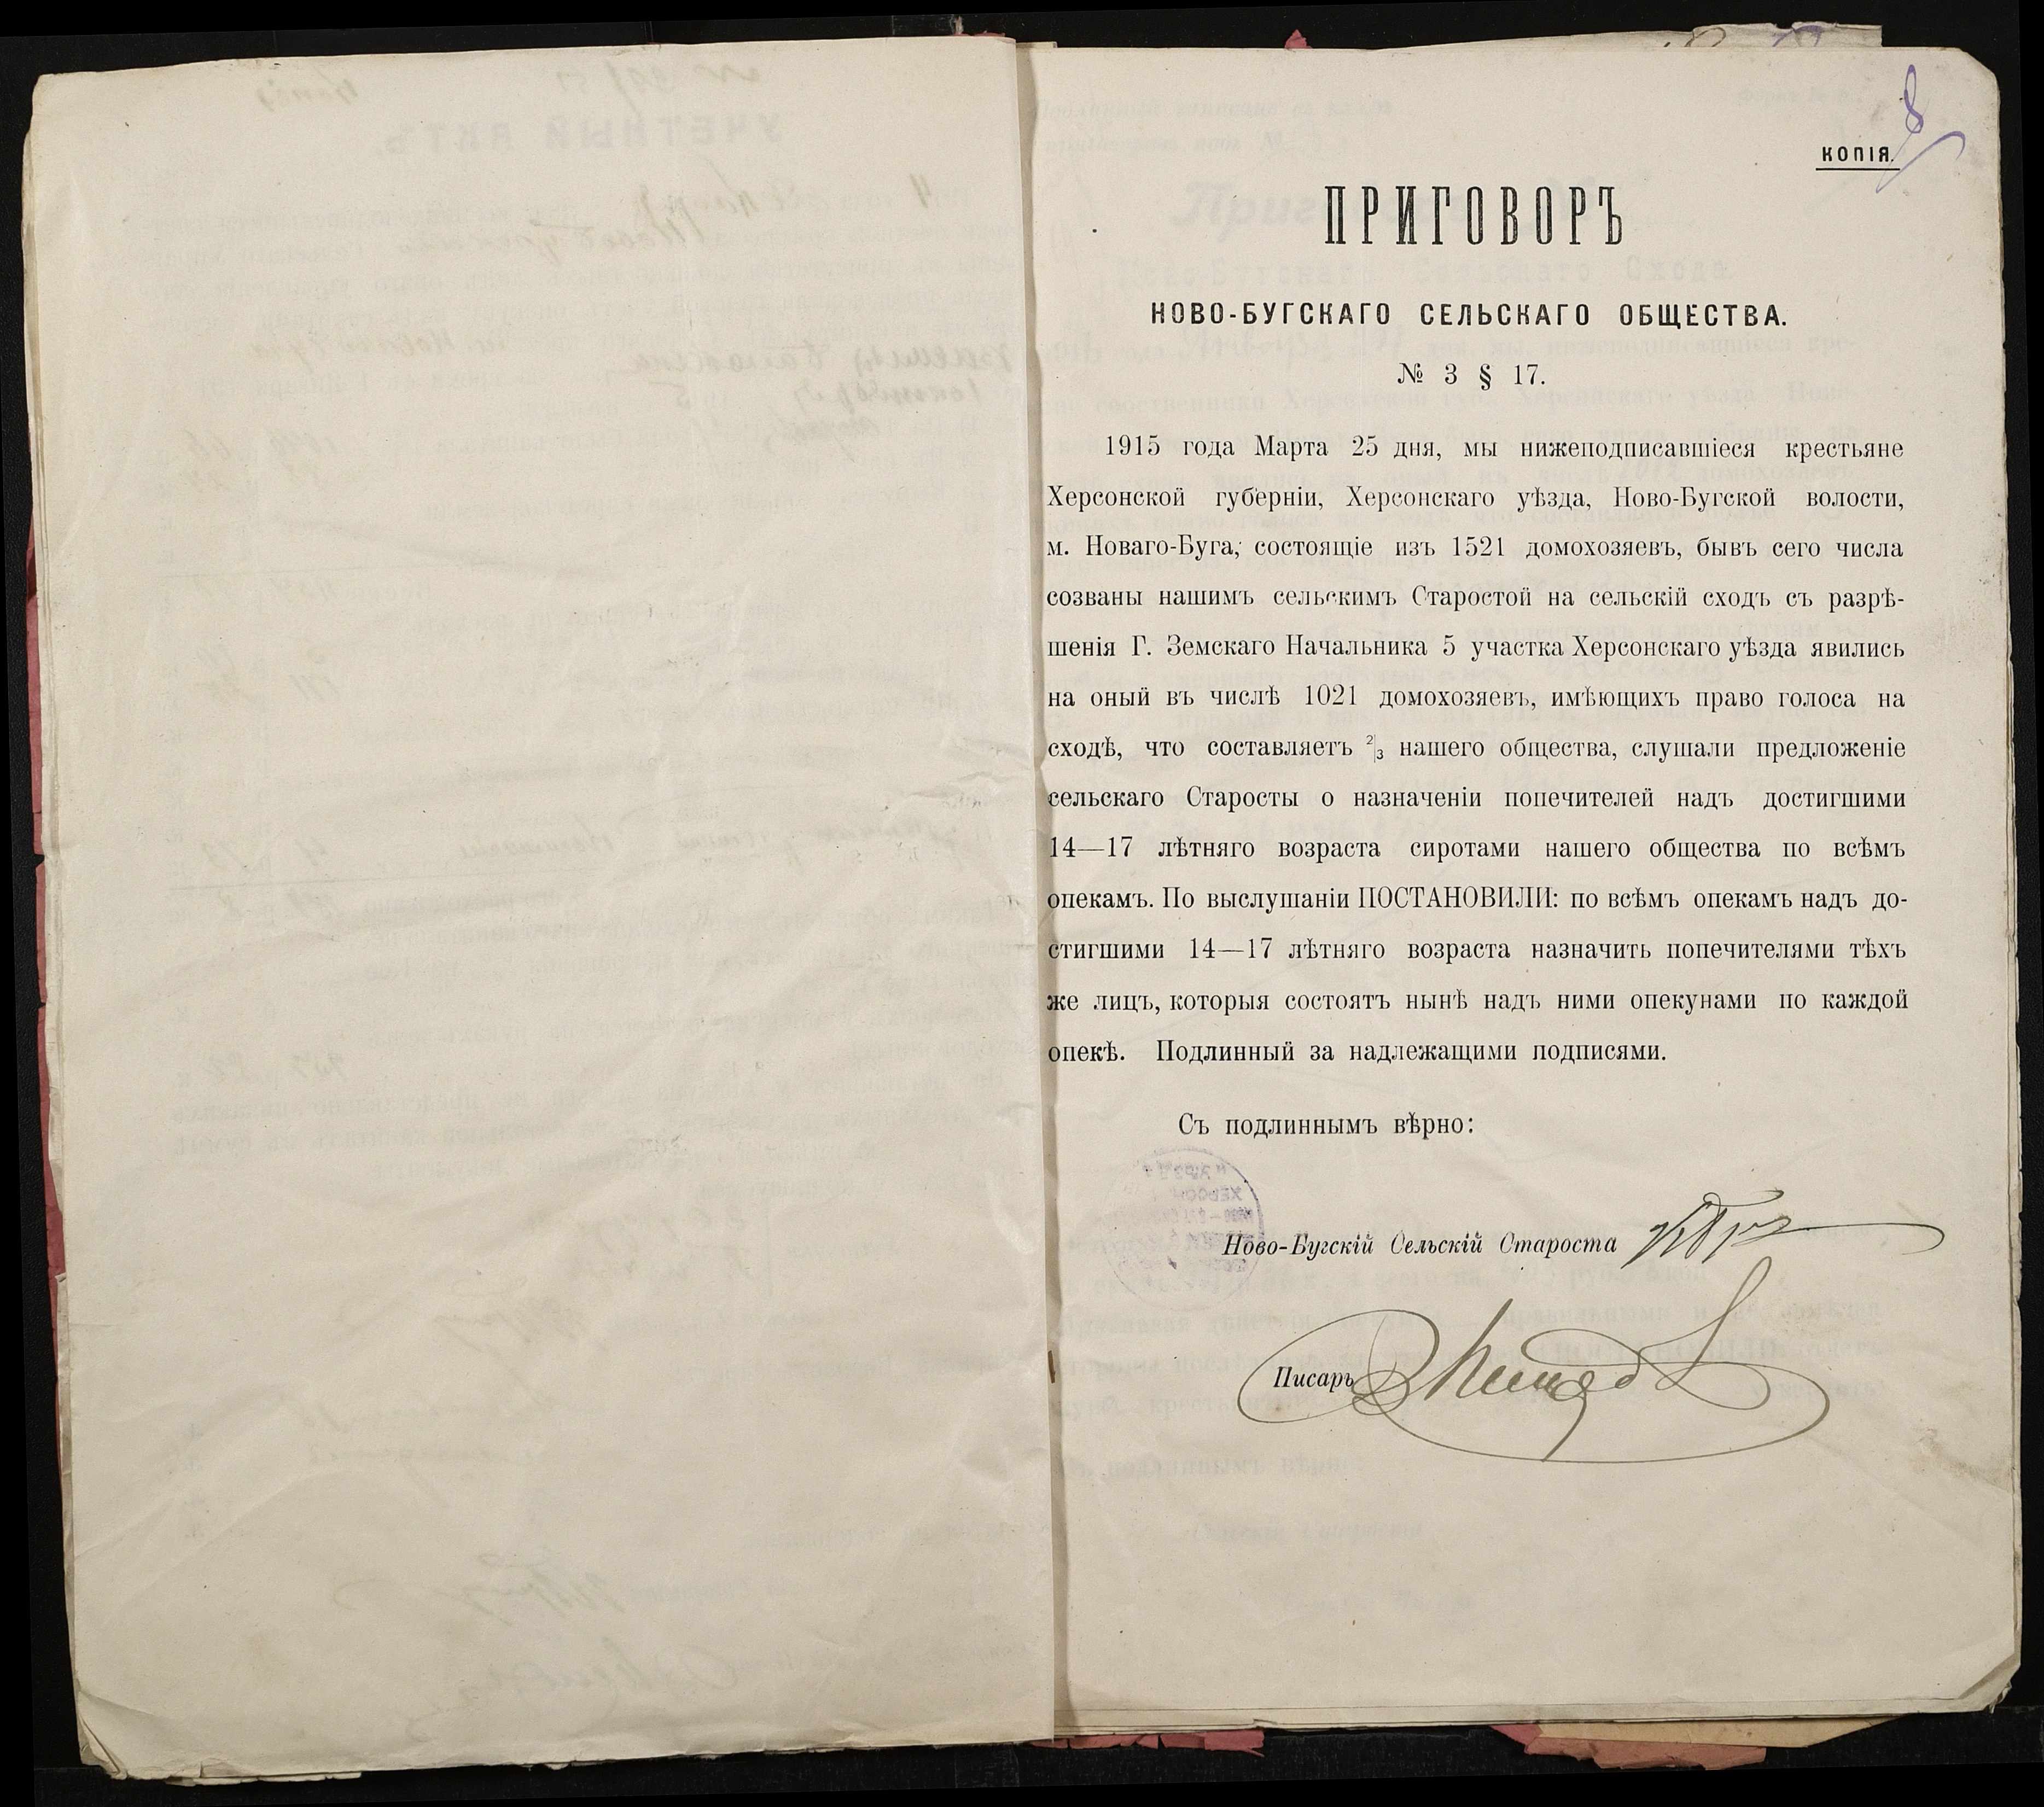 8
КОПІЯ.
ПРИГОВОРЪ
НОВО-БУГСКАГО СЕЛЬСКАГО ОБЩЕСТВА.
№ 3 § 17.
1915 года Марта 25 дня, мы нижеподписавшіеся крестьяне
Херсонской губерніи, Херсонскаго уѣзда, Ново-Бугской волости,
м. Новаго-Буга, состоящіе изъ 1521 домохозяевъ, бывъ сего числа
созваны нашимъ сельскимъ Старостой на сельскій сходъ съ разрѣ-
шенія Г. Земскаго Начальника 5 участка Херсонскаго уѣзда явились
на оный въ числѣ 1021 домохозяевъ, имѣющихъ право голоса на
сходѣ, что составляетъ 2/3 нашего общества, слушали предложеніе
сельскаго Старосты о назначеніи попечителей надъ достигшими
14—17 лѣтняго возраста сиротами нашего общества по всѣмъ
опекамъ. По выслушаніи ПОСТАНОВИЛИ: по всѣмъ опекамъ надъ до-
стигшими 14—17 лѣтняго возраста назначить попечителями тѣхъ
же лицъ, которыя состоятъ нынѣ надъ ними опекунами по каждой
опекѣ. Подлинный за надлежащими подписями.
Съ подлиннымъ вѣрно:
Ново-Бугскій Сельскій Староста
Писарь